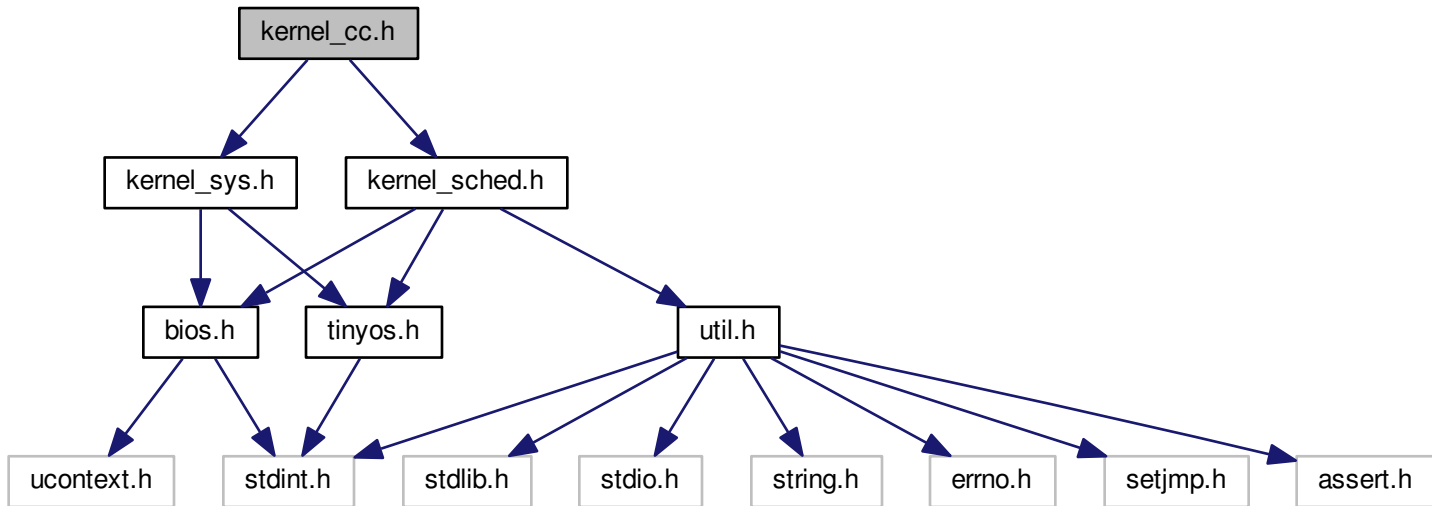 kernel_cc.h
kernel_sys.h
kernel_sched.h
bios.h
tinyos.h
util.h
ucontext.h
stdint.h
stdlib.h
stdio.h
string.h
errno.h
setjmp.h
assert.h